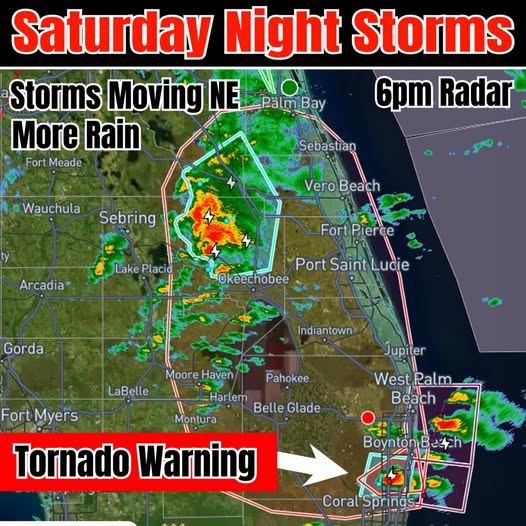 Saturday Night Storms
Storms Moving NE
More Rain
6pm Radar
Palm Bay
Sebastian
Fort Meade
Vero Beach
Wauchula
Sebring
Fort Pierce
Lake Placid
Port Saint Lucie
Okeechobee
Arcadia
Indiantown
Gorda
Jupiter
Moore Haven
Pahokee
West Palm
Beach
LaBelle
Harlem
Belle Glade
Fort Myers
Montura
Boynton Beach
Tornado Warning
Coral Springs